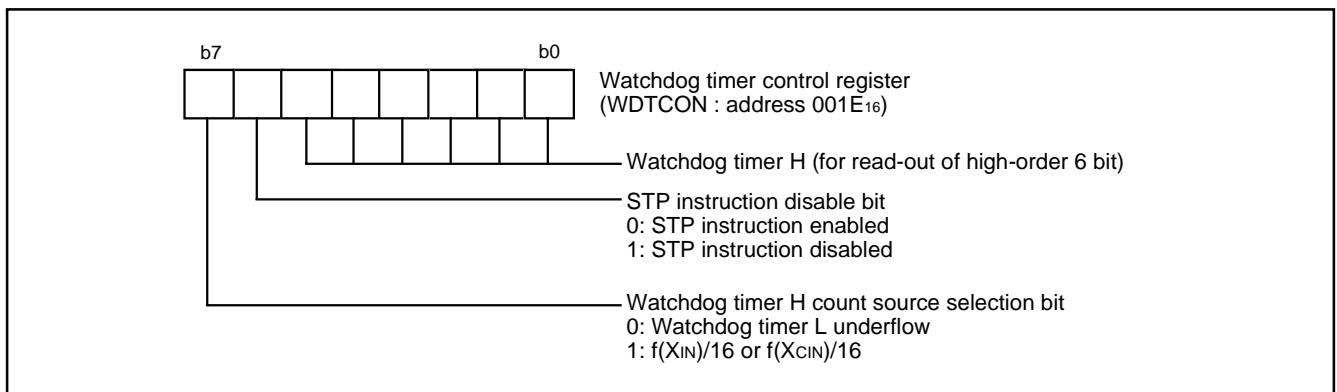 b7 b0
Watchdog timer control register
(WDTCON : address 001E16)
Watchdog timer H (for read-out of high-order 6 bit)
STP instruction disable bit
0: STP instruction enabled
1: STP instruction disabled
Watchdog timer H count source selection bit
0: Watchdog timer L underflow
1: f(XIN)/16 or f(XCIN)/16